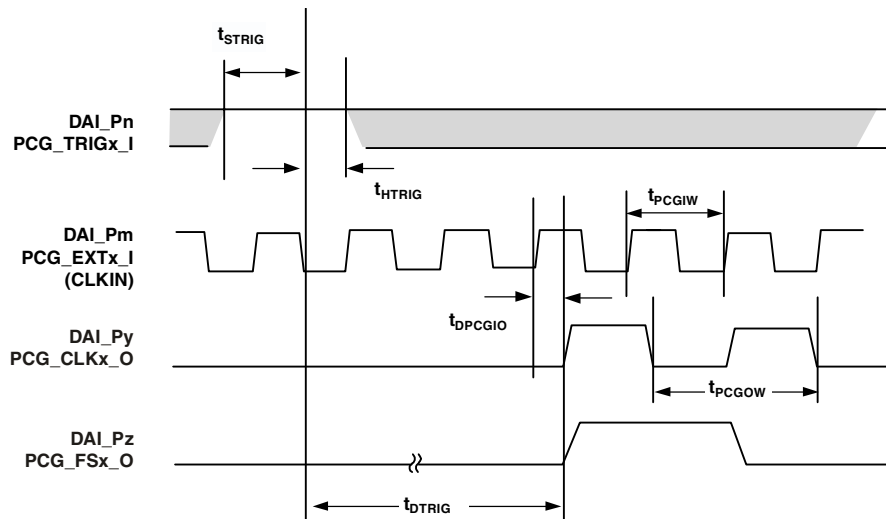 tSTRIG
DAI_Pn
PCG_TRIGx_I
tHTRIG
tPCGIW
DAI_Pm
PCG_EXTx_I
(CLKIN)
tDPCGIO
DAI_Py
PCG_CLKx_O
tPCGOW
DAI_Pz
PCG_FSx_O
tDTRIG